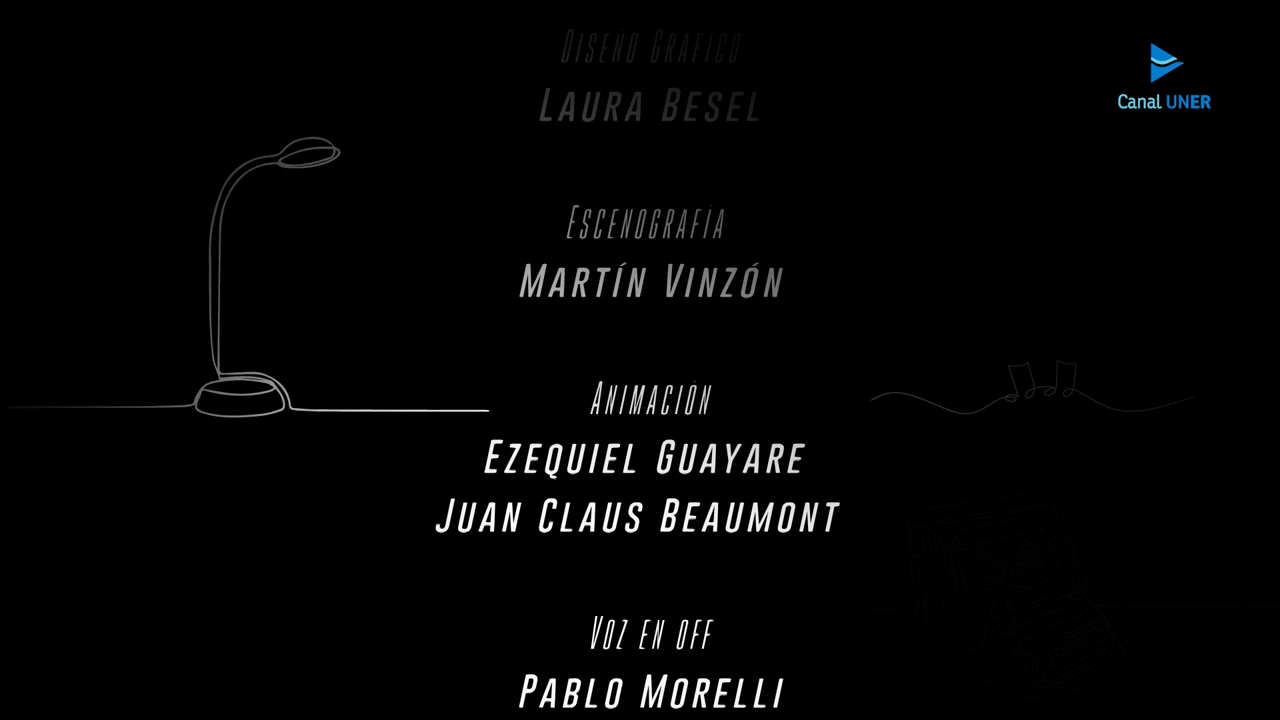 Diseño Grafico
Laura Besel
Canal UNER
Escenografía
Martín Vinzón
Animación
Ezequiel Guayare
Juan Claus Beaumont
Voz en off
Pablo Morelli